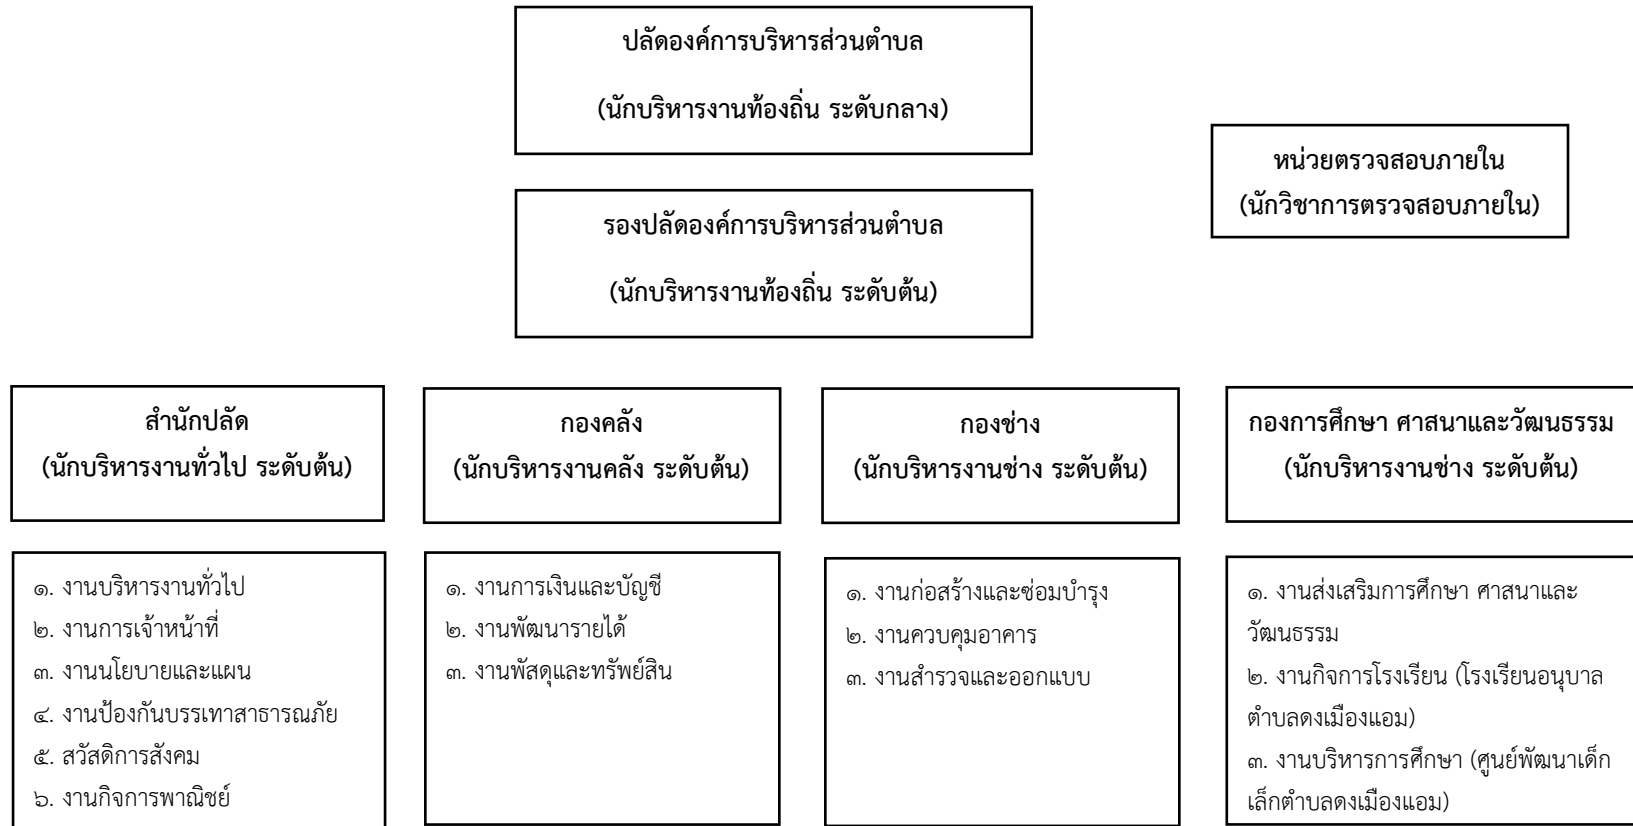 ปลัดองค์การบริหารส่วนตำบล
(นักบริหารงานท้องถิ่น ระดับกลาง)
หน่วยตรวจสอบภายใน
(นักวิชาการตรวจสอบภายใน)
รองปลัดองค์การบริหารส่วนตำบล
(นักบริหารงานท้องถิ่น ระดับต้น)
สำนักปลัด
(นักบริหารงานทั่วไป ระดับต้น)
กองคลัง
(นักบริหารงานคลัง ระดับต้น)
กองช่าง
(นักบริหารงานช่าง ระดับต้น)
กองการศึกษา ศาสนาและวัฒนธรรม
(นักบริหารงานช่าง ระดับต้น)
๑. งานบริหารงานทั่วไป
๒. งานการเจ้าหน้าที่
๓. งานนโยบายและแผน
๔. งานป้องกันบรรเทาสาธารณภัย
๕. สวัสดิการสังคม
๖. งานกิจการพาณิชย์
๑. งานการเงินและบัญชี
๒. งานพัฒนารายได้
๓. งานพัสดุและทรัพย์สิน
๑. งานก่อสร้างและซ่อมบำรุง
๒. งานควบคุมอาคาร
๓. งานสำรวจและออกแบบ
๑. งานส่งเสริมการศึกษา ศาสนาและ
วัฒนธรรม
๒. งานกิจการโรงเรียน (โรงเรียนอนุบาล
ตำบลดงเมืองแอม)
๓. งานบริหารการศึกษา (ศูนย์พัฒนาเด็ก
เล็กตำบลดงเมืองแอม)